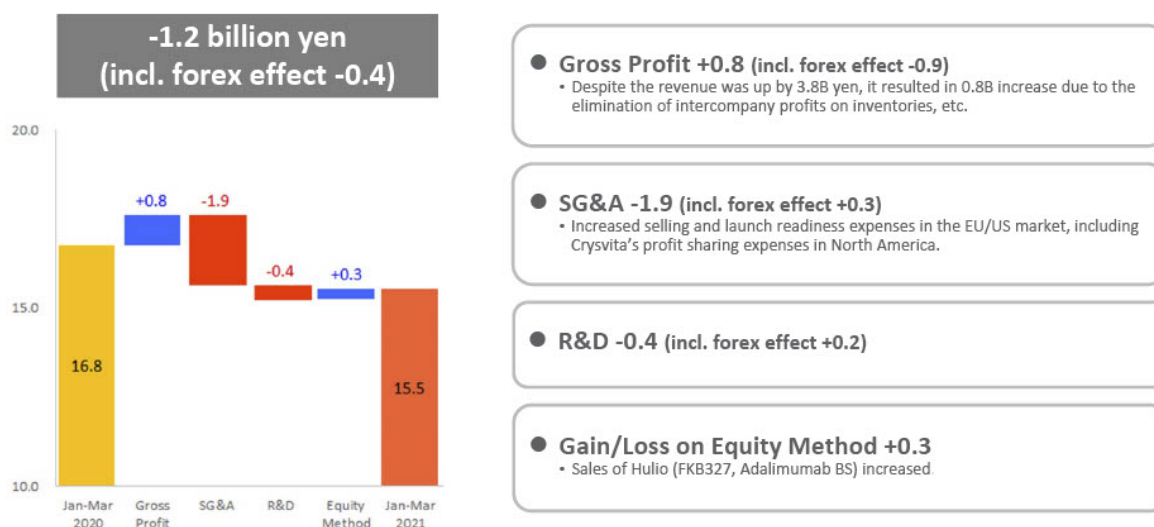 -1.2 billion yen
(incl. forex effect -0.4)
20.0
15.0
10.0
+0.8
-1.9
-0.4
+0.3
16.8
15.5
Jan-Mar
2020
Gross
Profit
SG&A
R&D
Equity
Method
Jan-Mar
2021
● Gross Profit +0.8 (incl. forex effect -0.9)
• Despite the revenue was up by 3.8B yen, it resulted in 0.8B increase due to the
elimination of intercompany profits on inventories, etc.
● SG&A -1.9 (incl. forex effect +0.3)
• Increased selling and launch readiness expenses in the EU/US market, including
Crysvita's profit sharing expenses in North America.
● R&D -0.4 (incl. forex effect +0.2)
● Gain/Loss on Equity Method +0.3
• Sales of Hulio (FKB327, Adalimumab BS) increased